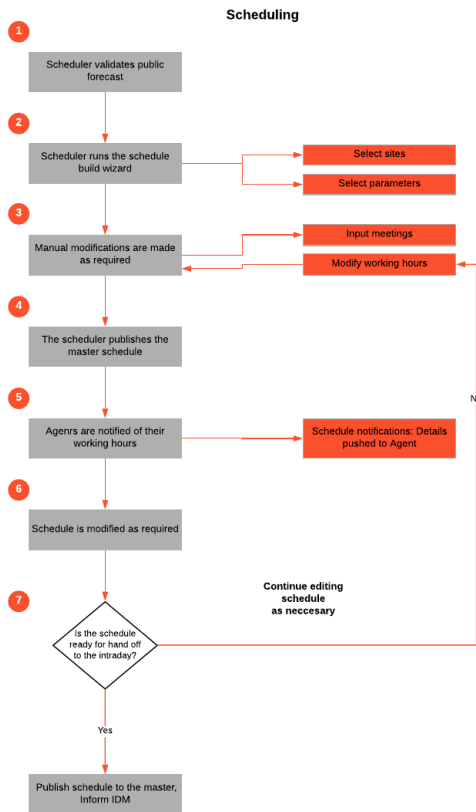 Scheduling
1
Scheduler validates public
forecast
2
Scheduler runs the schedule
build wizard
Select sites
Select parameters
3
Manual modifications are made
as required
Input meetings
Modify working hours
4
The scheduler publishes the
master schedule
N
5
Agenrs are notified of their
working hours
Schedule notifications: Details
pushed to Agent
6
Schedule is modified as required
7
Continue editing
schedule
as neccesary
Is the schedule
ready for hand off
to the intraday?
Yes
Publish schedule to the master,
Inform IDM